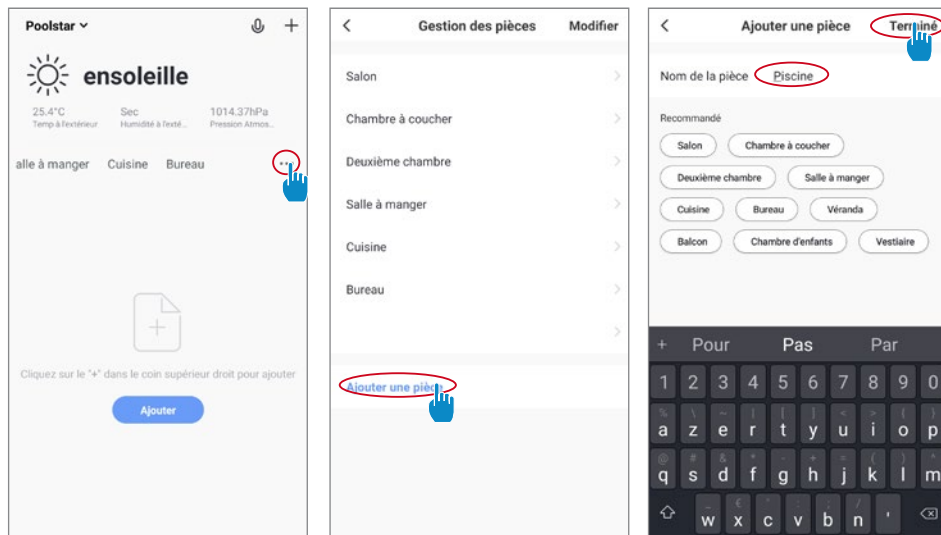 Poolstar
ensoleille
25.4°C Sec 1014.37hPa
Temp à l'extérieur Humidité à l'exté... Pression Atmos...
alle à manger Cuisine Bureau ...
Cliquez sur le "+" dans le coin supérieur droit pour ajouter
Ajouter
Gestion des pièces Modifier
Salon
Chambre à coucher
Deuxième chambre
Salle à manger
Cuisine
Bureau
Ajouter une pièce
Ajouter une pièce Terminé
Nom de la pièce Piscine
Recommandé
Salon Chambre à coucher
Deuxième chambre Salle à manger
Cuisine Bureau Véranda
Balcon Chambre d'enfants Vestiaire
+ Pour Pas Par
1 2 3 4 5 6 7 8 9 0
a z e r t y u i o p
q s d f g h j k l m
w x c v b n '